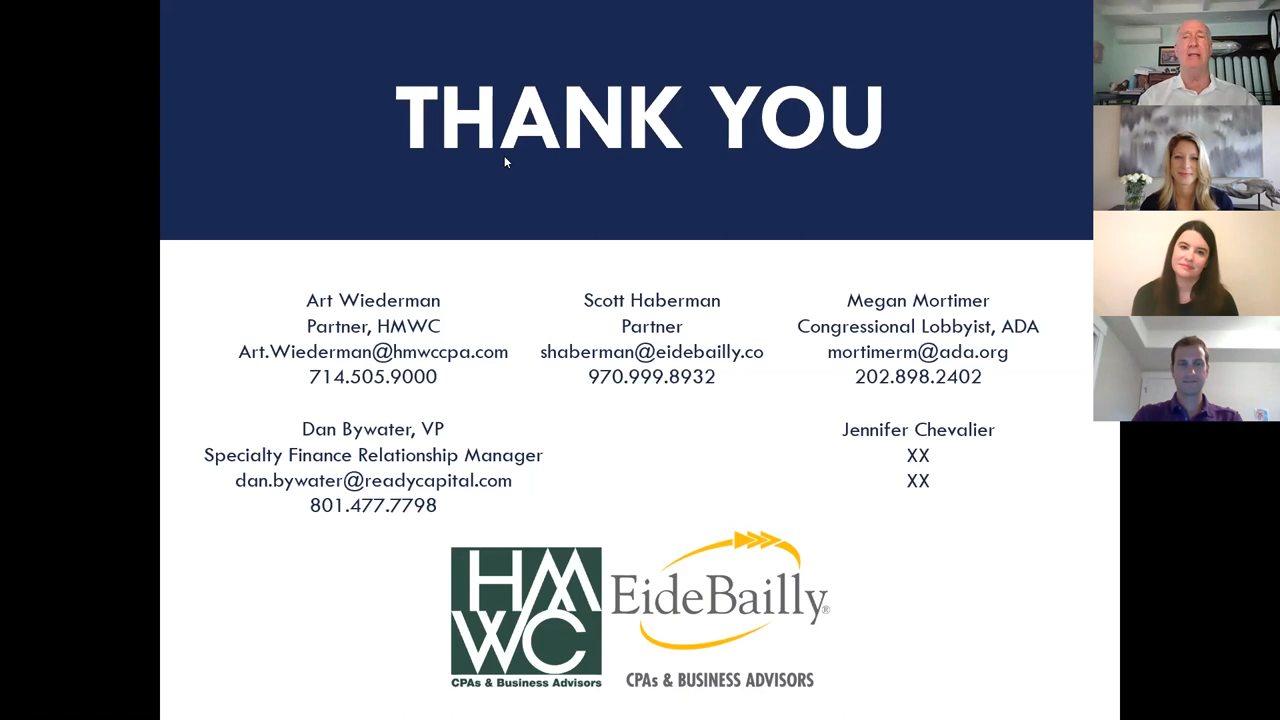 THANK YOU
Art Wiederman
Partner, HMWC
Art.Wiederman@hmwccpa.com
714.505.9000
Scott Haberman
Partner
shaberman@eidebailly.co
970.999.8932
Megan Mortimer
Congressional Lobbyist, ADA
mortimerm@ada.org
202.898.2402
Dan Bywater, VP
Specialty Finance Relationship Manager
dan.bywater@readycapital.com
801.477.7798
Jennifer Chevalier
XX
XX
HM
WC
CPAs & Business Advisors
EideBailly®
CPAs & BUSINESS ADVISORS